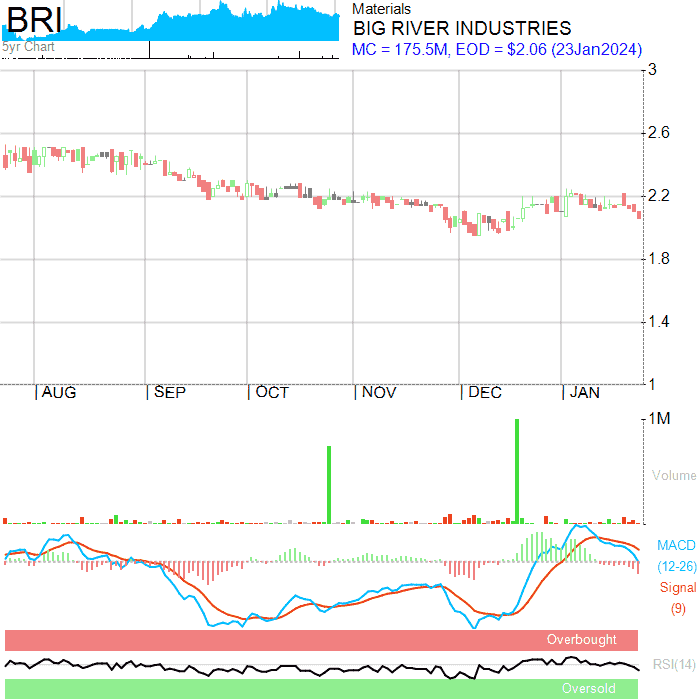 BRI
5yr Chart
Materials
BIG RIVER INDUSTRIES
MC = 175.5M, EOD = $2.06 (23Jan2024)
3
2.6
2.2
1.8
1.4
1
AUG SEP OCT NOV DEC JAN
1M
Volume
MACD
(12-26)
Signal
(9)
Overbought
RSI(14)
Oversold